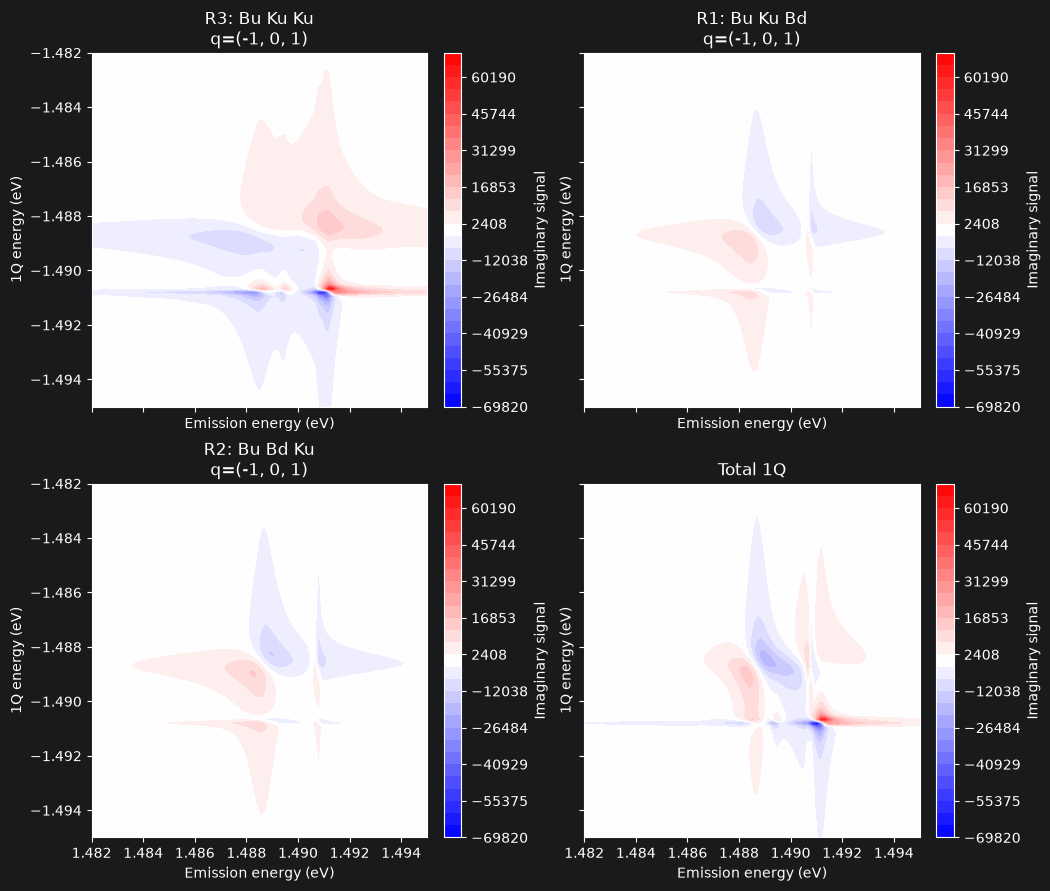 R3: Bu Ku Ku
q=(-1, 0, 1)
−1.482
−1.484
−1.486
−1.488
−1.490
−1.492
−1.494
1Q energy (eV)
Emission energy (eV)
60190
45744
31299
16853
2408
−12038
−26484
−40929
−55375
−69820
Imaginary signal
R1: Bu Ku Bd
q=(-1, 0, 1)
1Q energy (eV)
Emission energy (eV)
60190
45744
31299
16853
2408
−12038
−26484
−40929
−55375
−69820
Imaginary signal
R2: Bu Bd Ku
q=(-1, 0, 1)
−1.482
−1.484
−1.486
−1.488
−1.490
−1.492
−1.494
1Q energy (eV)
1.482 1.484 1.486 1.488 1.490 1.492 1.494
Emission energy (eV)
60190
45744
31299
16853
2408
−12038
−26484
−40929
−55375
−69820
Imaginary signal
Total 1Q
1Q energy (eV)
1.482 1.484 1.486 1.488 1.490 1.492 1.494
Emission energy (eV)
60190
45744
31299
16853
2408
−12038
−26484
−40929
−55375
−69820
Imaginary signal